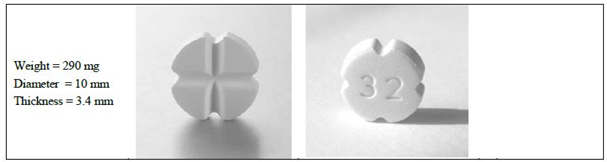 Weight = 290 mg
Diameter = 10 mm
Thickness = 3.4 mm
32